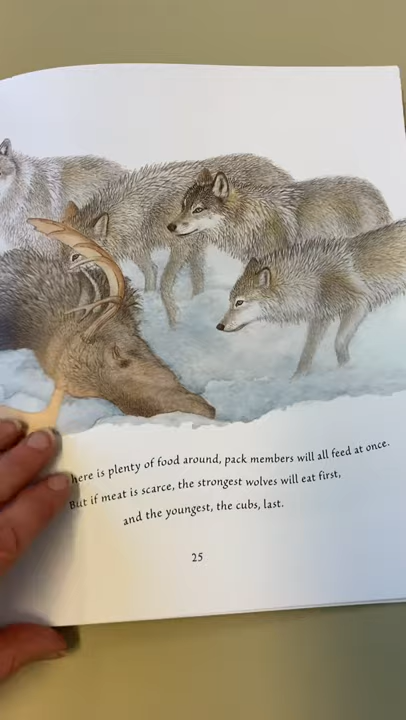 here is plenty of food around, pack members will all feed at once.
But if meat is scarce, the strongest wolves will eat first,
and the youngest, the cubs, last.
25